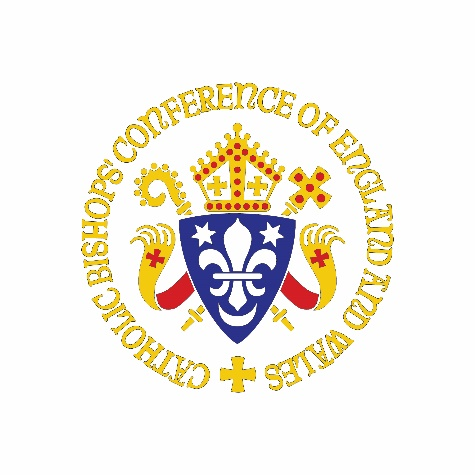 CATHOLIC BISHOPS' CONFERENCE OF ENGLAND AND WALES